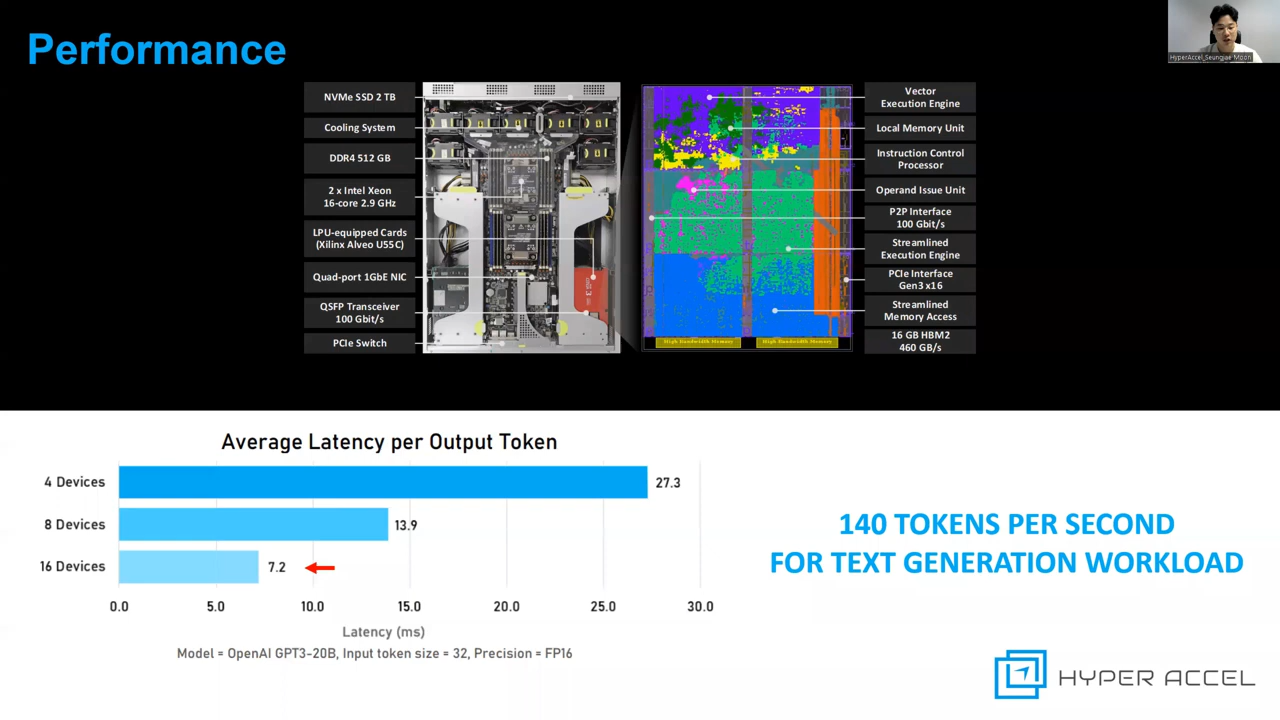 Performance
HyperAccel_Seungjae Moon
NVMe SSD 2 TB
Cooling System
DDR4 512 GB
2 x Intel Xeon
16-core 2.9 GHz
LPU-equipped Cards
(Xilinx Alveo U55C)
Quad-port 1GbE NIC
QSFP Transceiver
100 Gbit/s
PCIe Switch
Vector
Execution Engine
Local Memory Unit
Instruction Control
Processor
Operand Issue Unit
P2P Interface
100 Gbit/s
Streamlined
Execution Engine
PCIe Interface
Gen3 x16
Streamlined
Memory Access
16 GB HBM2
460 GB/s
High Bandwidth Memory
High Bandwidth Memory
Average Latency per Output Token
4 Devices 27.3
8 Devices 13.9
16 Devices 7.2
0.0 5.0 10.0 15.0 20.0 25.0 30.0
Latency (ms)
Model = OpenAI GPT3-20B, Input token size = 32, Precision = FP16
140 TOKENS PER SECOND
FOR TEXT GENERATION WORKLOAD
HYPER ACCEL